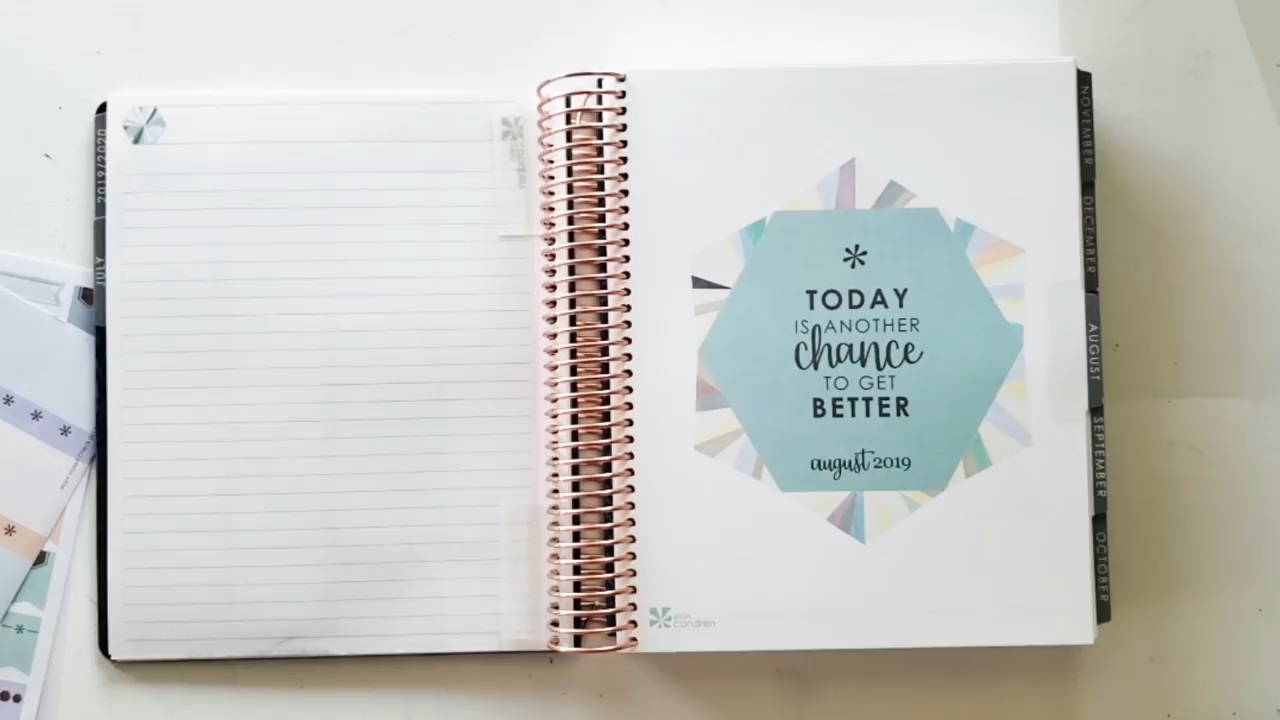 2019/2020
JULY
*
TODAY
IS ANOTHER
chance
TO GET
BETTER
august 2019
erin
condren
NOVEMBER
DECEMBER
AUGUST
SEPTEMBER
OCTOBER